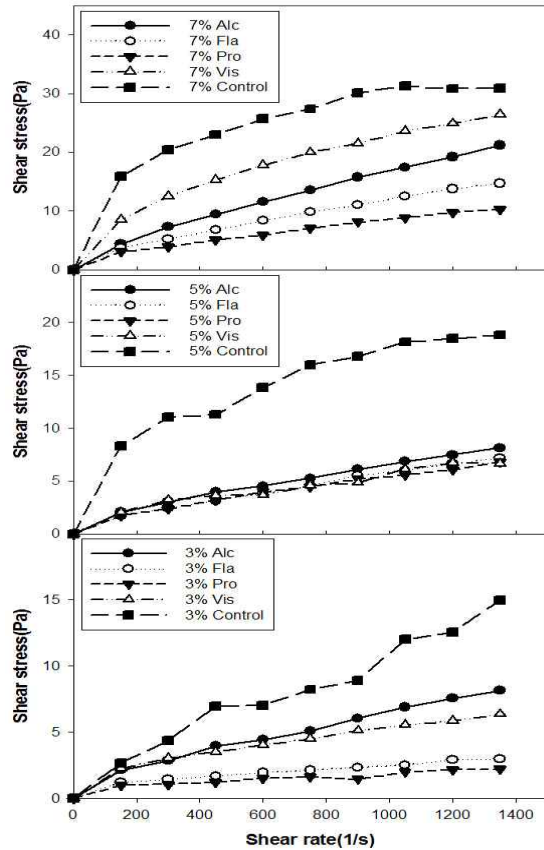 7% Alc
7% Fla
7% Pro
7% Vis
7% Control
Shear stress(Pa)
40
30
20
10
0
5% Alc
5% Fla
5% Pro
5% Vis
5% Control
Shear stress(Pa)
20
15
10
5
0
3% Alc
3% Fla
3% Pro
3% Vis
3% Control
Shear stress(Pa)
15
10
5
0
0 200 400 600 800 1000 1200 1400
Shear rate(1/s)